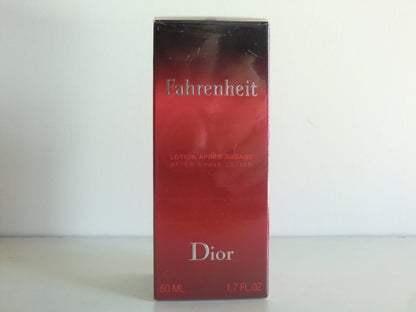 Fahrenheit
LOTION APRÈS-RASAGE
AFTER-SHAVE LOTION
Dior
50 ML 1.7 FL.OZ